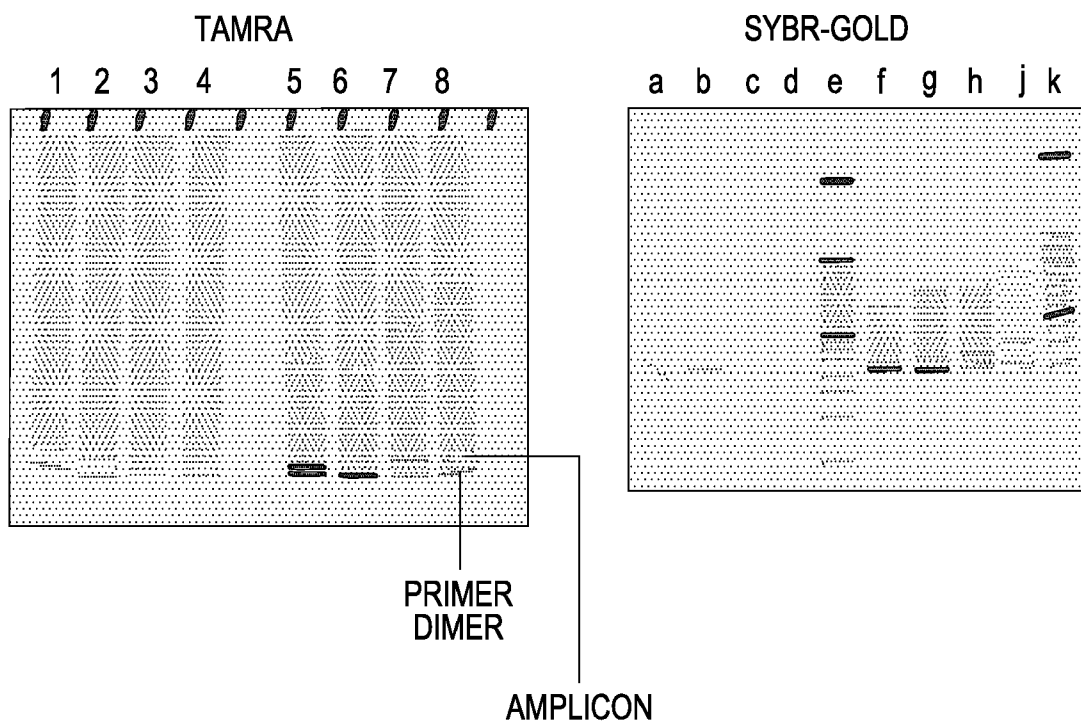 TAMRA
1 2 3 4 5 6 7 8
PRIMER
DIMER
AMPLICON
SYBR-GOLD
a b c d e f g h j k